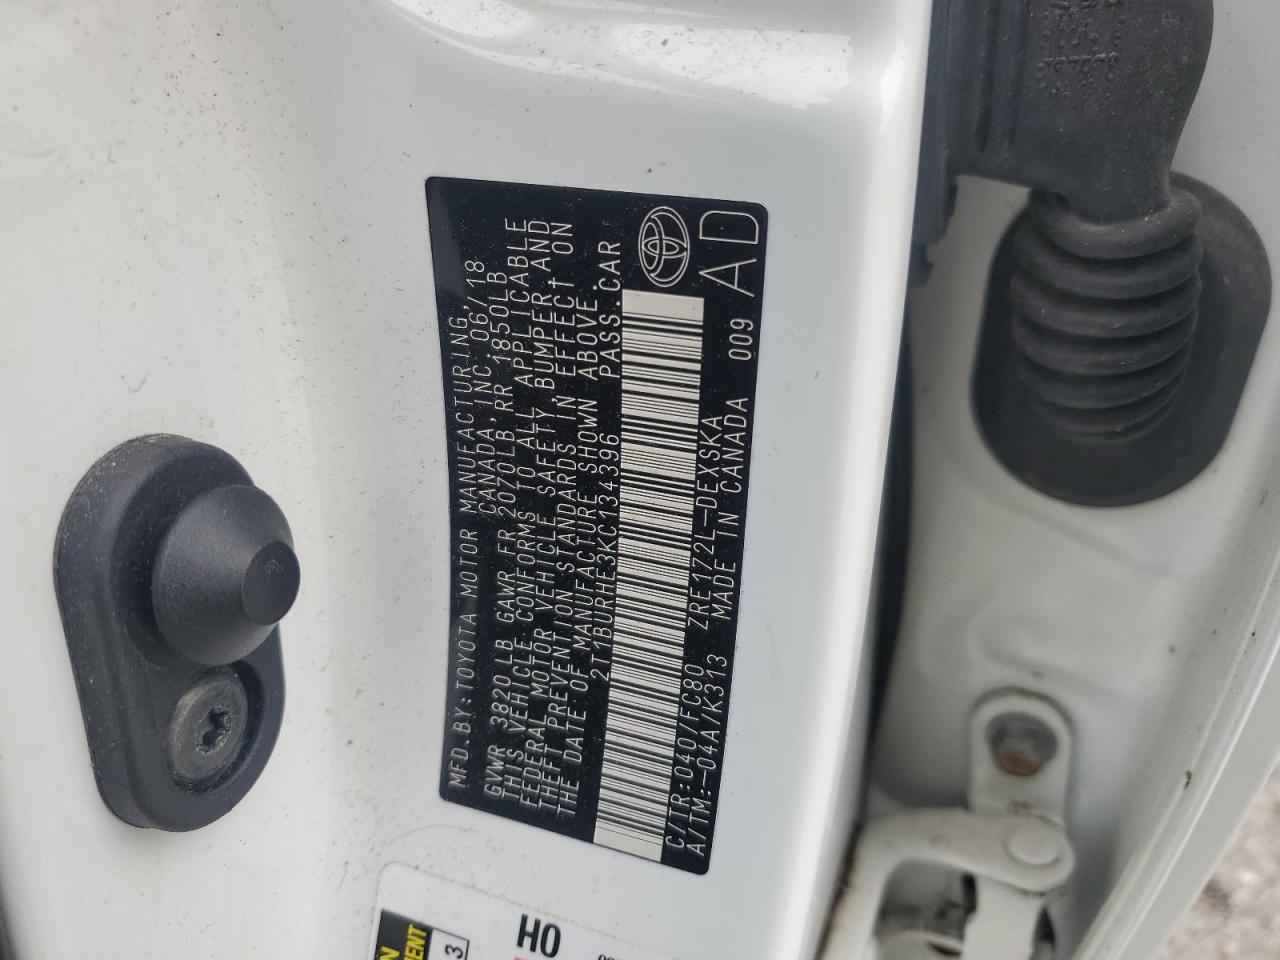 MFD.BY:TOYOTA MOTOR MANUFACTURING
CANADA,INC. 06/18
GVWR 3820LB GAWR FR 2070LB RR 1850LB
THIS VEHICLE CONFORMS TO ALL APPLICABLE
FEDERAL MOTOR VEHICLE SAFETY,BUMPER,AND
THEFT PREVENTION STANDARDS IN EFFECT ON
THE DATE OF MANUFACTURE SHOWN ABOVE.
2T1BURHE3KC134396 PASS.CAR
C/TR:040/FC80 ZRE172L-DEXSKA 009
A/TM:-04A/K313 MADE IN CANADA
AD
HO
3